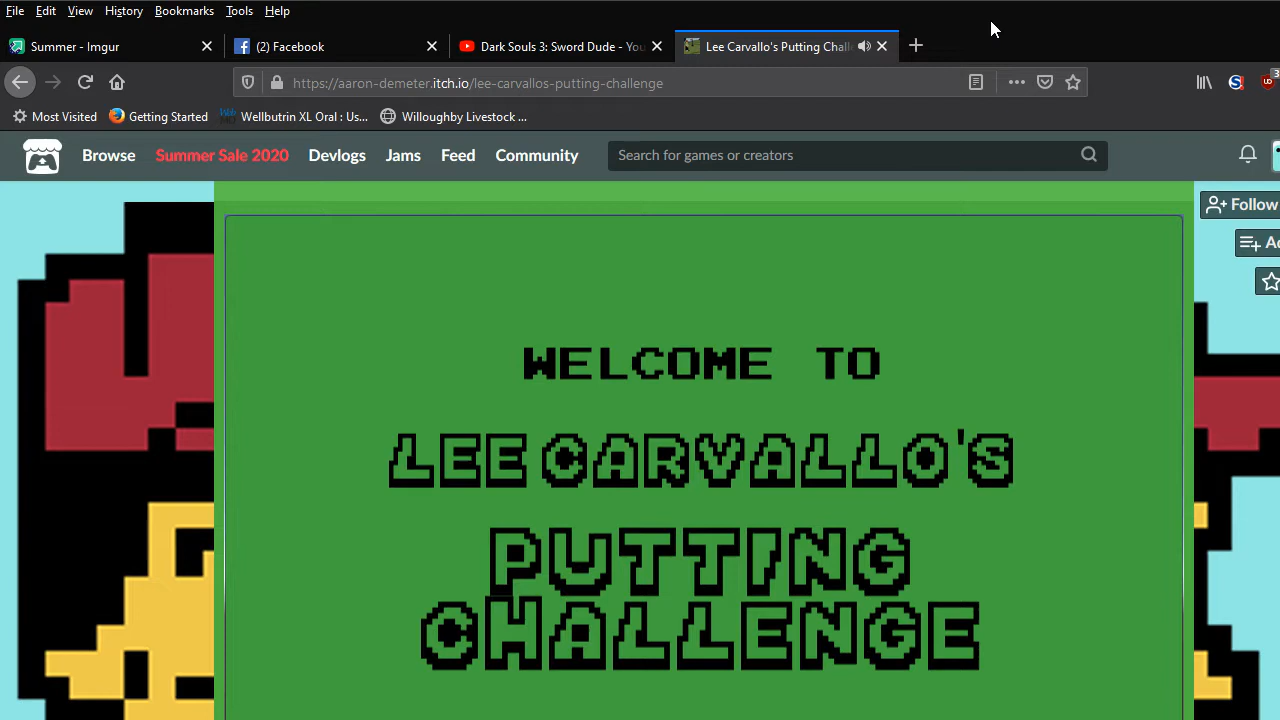 File Edit View History Bookmarks Tools Help
Summer - Imgur
(2) Facebook
Dark Souls 3: Sword Dude - You
Lee Carvallo's Putting Chall
https://aaron-demeter.itch.io/lee-carvallos-putting-challenge
Most Visited
Getting Started
Wellbutrin XL Oral : Us...
Willoughby Livestock ...
Browse Summer Sale 2020 Devlogs Jams Feed Community
Search for games or creators
Follow
WELCOME TO
LEE CARVALLO'S
PUTTING
CHALLENGE